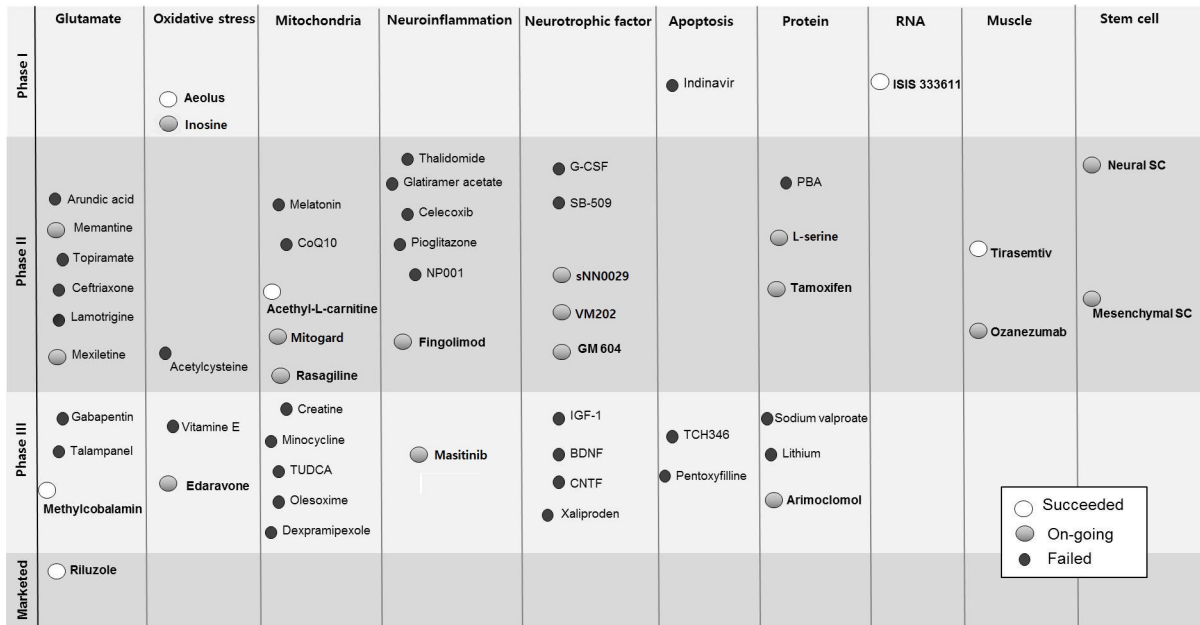 Glutamate
Oxidative stress
Mitochondria
Neuroinflammation
Neurotrophic factor
Apoptosis
Protein
RNA
Muscle
Stem cell
Phase I
Aeolus
Inosine
Indinavir
ISIS 333611
Phase II
Arundic acid
Memantine
Topiramate
Ceftriaxone
Lamotrigine
Mexiletine
Acetylcysteine
Melatonin
CoQ10
Acethyl-L-carnitine
Mitogard
Rasagiline
Thalidomide
Glatiramer acetate
Celecoxib
Pioglitazone
NP001
Fingolimod
G-CSF
SB-509
sNN0029
VM202
GM 604
PBA
L-serine
Tamoxifen
Tirasemtiv
Ozanezumab
Neural SC
Mesenchymal SC
Phase III
Gabapentin
Talampanel
Methylcobalamin
Vitamine E
Edaravone
Creatine
Minocycline
TUDCA
Olesoxime
Dexpramipexole
Masitinib
IGF-1
BDNF
CNTF
Xaliproden
TCH346
Pentoxyfilline
Sodium valproate
Lithium
Arimoclomol
Marketed
Riluzole
Succeeded
On-going
Failed